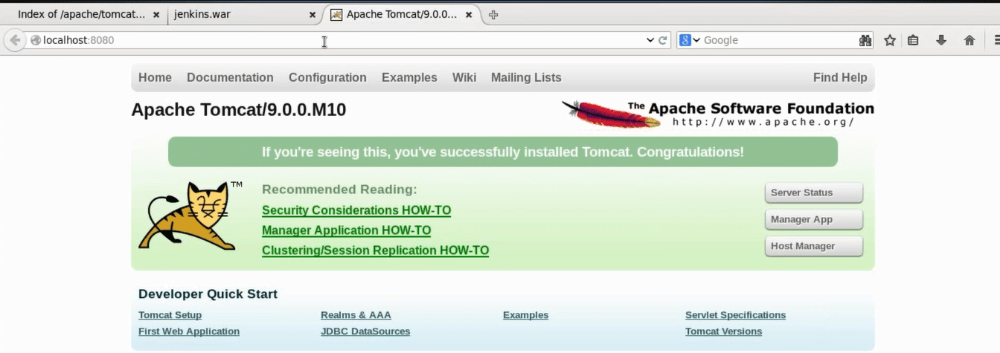 Index of /apache/tomcat... jenkins.war Apache Tomcat/9.0.0...
localhost:8080 Google
Home Documentation Configuration Examples Wiki Mailing Lists Find Help
Apache Tomcat/9.0.0.M10
The Apache Software Foundation
http://www.apache.org/
If you're seeing this, you've successfully installed Tomcat. Congratulations!
TM
Recommended Reading:
Security Considerations HOW-TO
Manager Application HOW-TO
Clustering/Session Replication HOW-TO
Server Status
Manager App
Host Manager
Developer Quick Start
Tomcat Setup Realms & AAA Examples Servlet Specifications
First Web Application JDBC DataSources Tomcat Versions